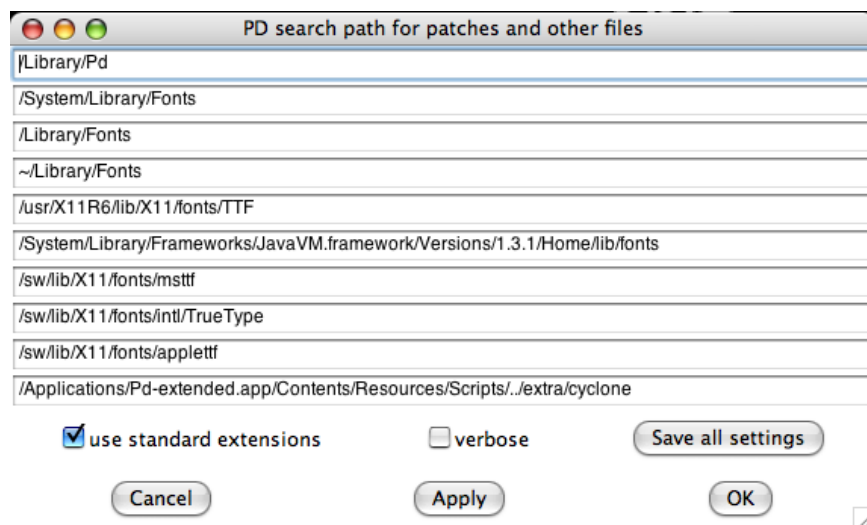 PD search path for patches and other files
/Library/Pd
/System/Library/Fonts
/Library/Fonts
~/Library/Fonts
/usr/X11R6/lib/X11/fonts/TTF
/System/Library/Frameworks/JavaVM.framework/Versions/1.3.1/Home/lib/fonts
/sw/lib/X11/fonts/msttf
/sw/lib/X11/fonts/intl/TrueType
/sw/lib/X11/fonts/applettf
/Applications/Pd-extended.app/Contents/Resources/Scripts/../extra/cyclone
use standard extensions verbose Save all settings
Cancel Apply OK